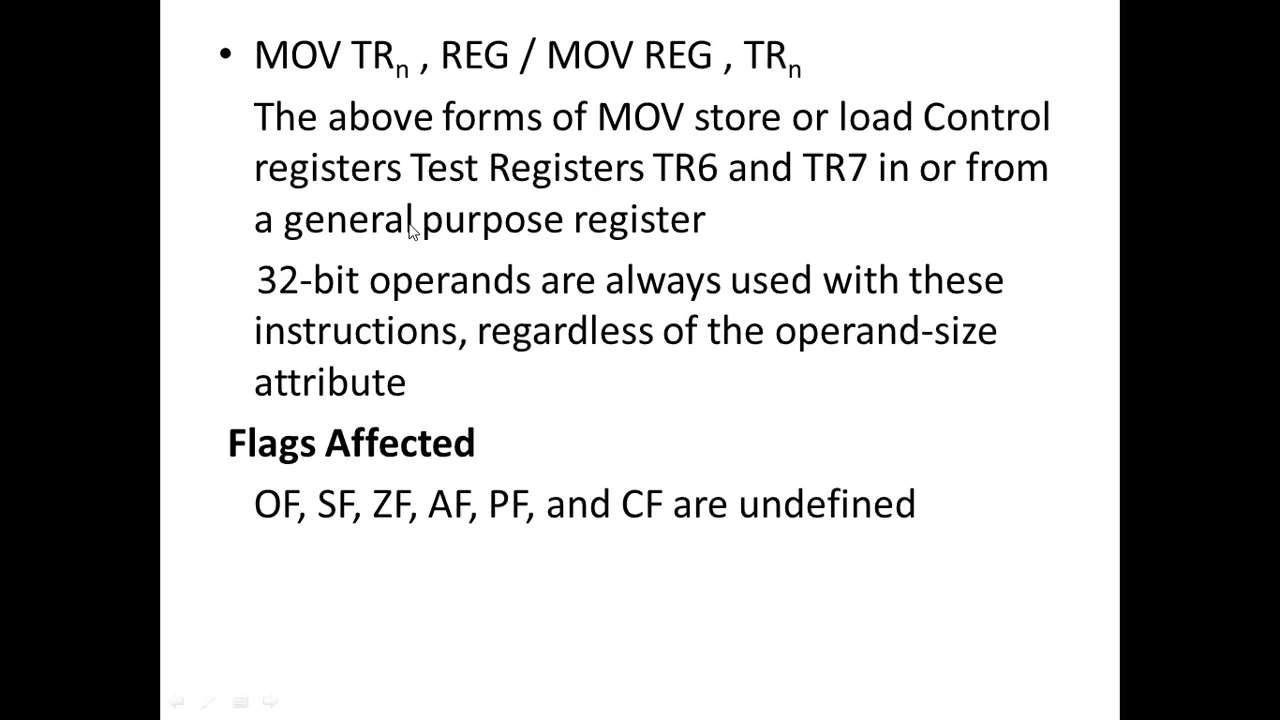 • MOV TRn , REG / MOV REG , TRn
The above forms of MOV store or load Control
registers Test Registers TR6 and TR7 in or from
a general purpose register
32-bit operands are always used with these
instructions, regardless of the operand-size
attribute
Flags Affected
OF, SF, ZF, AF, PF, and CF are undefined